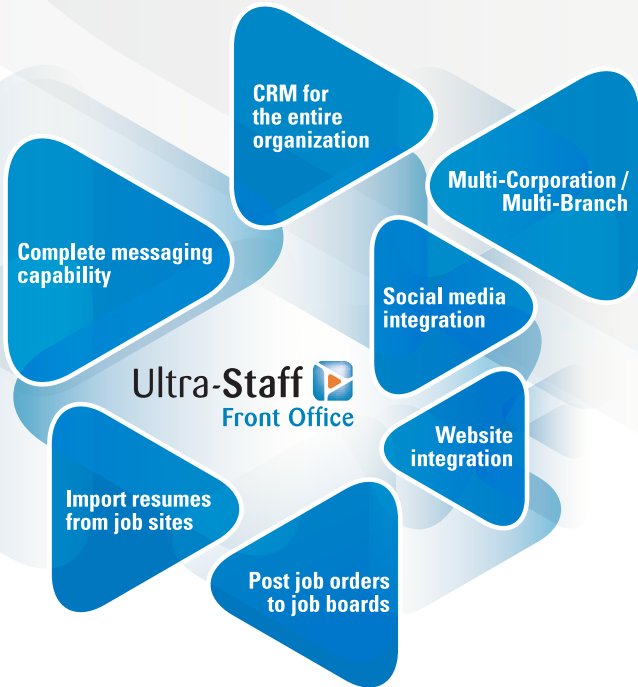 CRM for
the entire
organization
Multi-Corporation /
Multi-Branch
Complete messaging
capability
Social media
integration
Ultra-Staff
Front Office
Website
integration
Import resumes
from job sites
Post job orders
to job boards